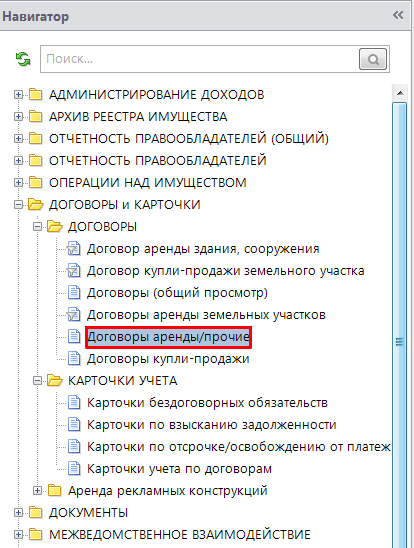 Навигатор
Поиск...
АДМИНИСТРИРОВАНИЕ ДОХОДОВ
АРХИВ РЕЕСТРА ИМУЩЕСТВА
ОТЧЕТНОСТЬ ПРАВООБЛАДАТЕЛЕЙ (ОБЩИЙ)
ОТЧЕТНОСТЬ ПРАВООБЛАДАТЕЛЕЙ
ОПЕРАЦИИ НАД ИМУЩЕСТВОМ
ДОГОВОРЫ и КАРТОЧКИ
ДОГОВОРЫ
Договор аренды здания, сооружения
Договор купли-продажи земельного участка
Договоры (общий просмотр)
Договоры аренды земельных участков
Договоры аренды/прочие
Договоры купли-продажи
КАРТОЧКИ УЧЕТА
Карточки бездоговорных обязательств
Карточки по взысканию задолженности
Карточки по отсрочке/освобождению от платеж
Карточки учета по договорам
Аренда рекламных конструкций
ДОКУМЕНТЫ
МЕЖВЕДОМСТВЕННОЕ ВЗАИМОДЕЙСТВИЕ